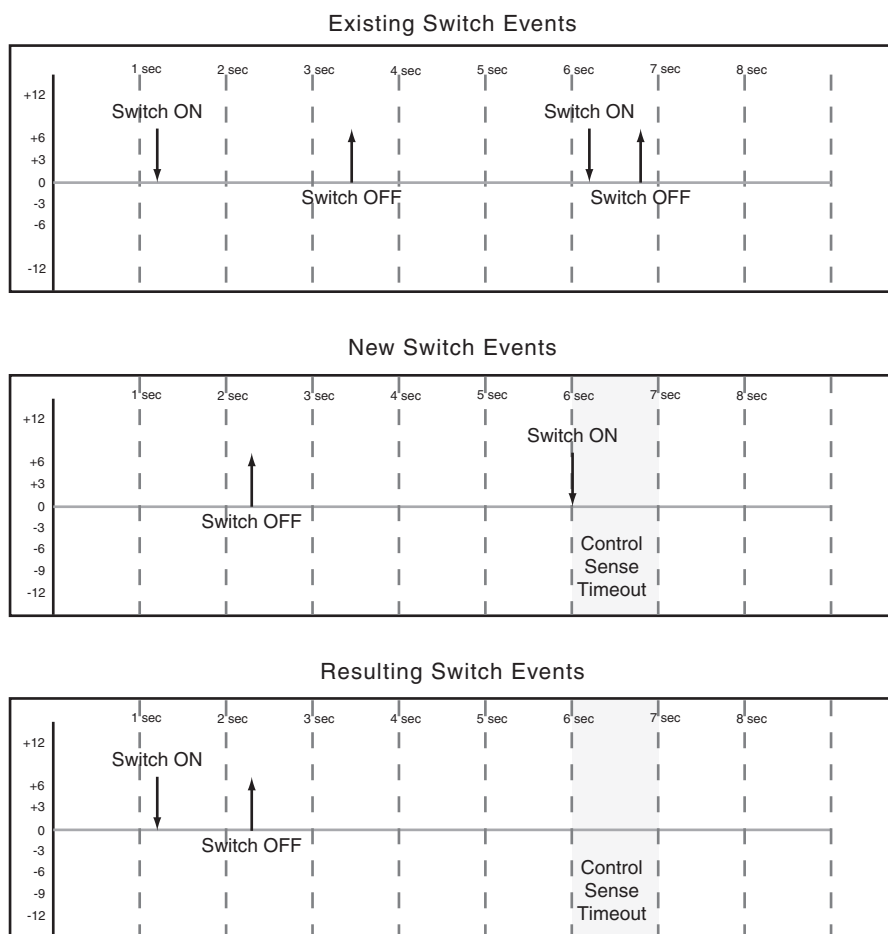 Existing Switch Events
1 sec 2 sec 3 sec 4 sec 5 sec 6 sec 7 sec 8 sec
+12
Switch ON Switch ON
+6
+3
0
-3
Switch OFF Switch OFF
-6
-12
New Switch Events
1 sec 2 sec 3 sec 4 sec 5 sec 6 sec 7 sec 8 sec
+12
Switch ON
+6
+3
0
Switch OFF
-3
-6
-9
-12
Control
Sense
Timeout
Resulting Switch Events
1 sec 2 sec 3 sec 4 sec 5 sec 6 sec 7 sec 8 sec
+12
Switch ON
+6
+3
0
Switch OFF
-3
-6
-9
-12
Control
Sense
Timeout